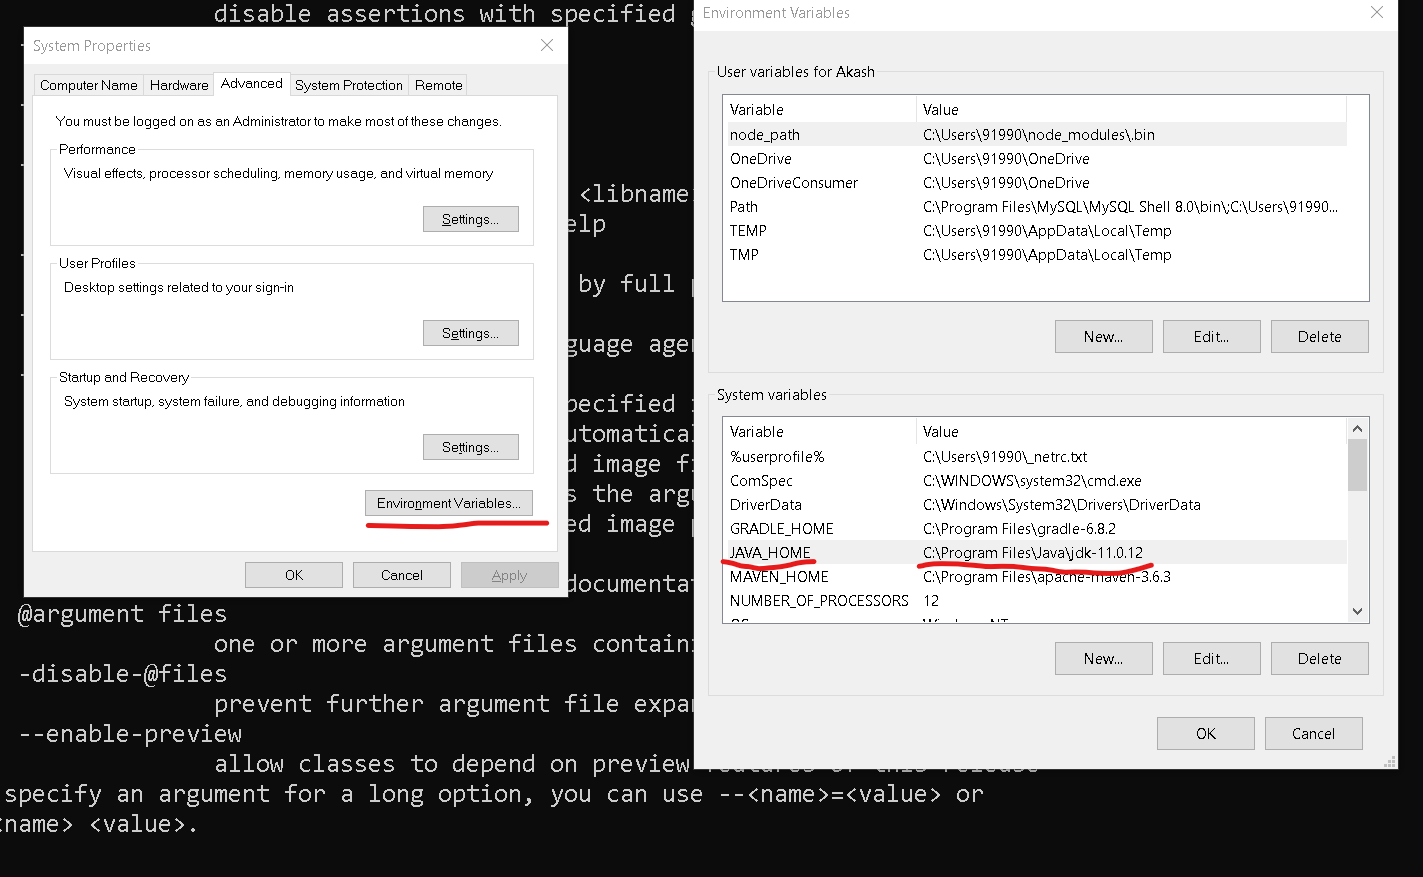 disable assertions with specified
System Properties
Computer Name Hardware Advanced System Protection Remote
You must be logged on as an Administrator to make most of these changes.
Performance
Visual effects, processor scheduling, memory usage, and virtual memory
Settings...
User Profiles
Desktop settings related to your sign-in
Settings...
Startup and Recovery
System startup, system failure, and debugging information
Settings...
Environment Variables...
OK Cancel Apply
Environment Variables
User variables for Akash
Variable Value
node_path C:\Users\91990\node_modules\.bin
OneDrive C:\Users\91990\OneDrive
OneDriveConsumer C:\Users\91990\OneDrive
Path C:\Program Files\MySQL\MySQL Shell 8.0\bin\;C:\Users\91990...
TEMP C:\Users\91990\AppData\Local\Temp
TMP C:\Users\91990\AppData\Local\Temp
New... Edit... Delete
System variables
Variable Value
%userprofile% C:\Users\91990\_netrc.txt
ComSpec C:\WINDOWS\system32\cmd.exe
DriverData C:\Windows\System32\Drivers\DriverData
GRADLE_HOME C:\Program Files\gradle-6.8.2
JAVA_HOME C:\Program Files\Java\jdk-11.0.12
MAVEN_HOME C:\Program Files\apache-maven-3.6.3
NUMBER_OF_PROCESSORS 12
New... Edit... Delete
OK Cancel
<libname
elp
by full
guage age
pecified
utomatical
d image f
s the arg
ed image
documentat
@argument files
one or more argument files contain
-disable-@files
prevent further argument file expan
--enable-preview
allow classes to depend on preview features of this release
specify an argument for a long option, you can use --<name>=<value> or
<name> <value>.